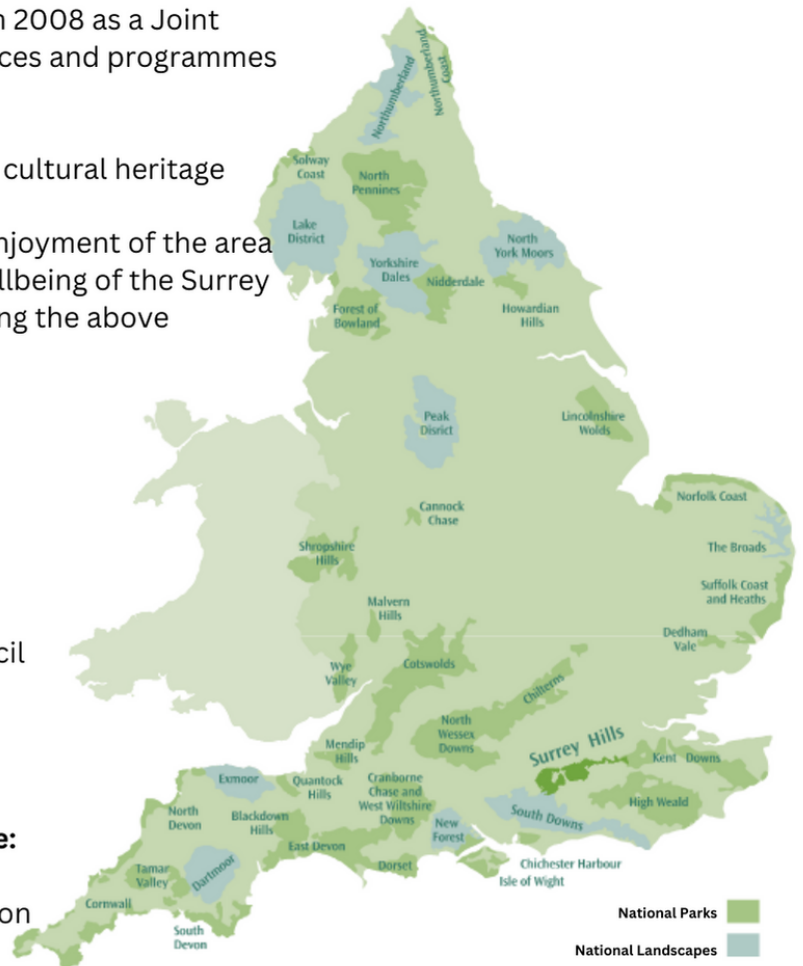 n 2008 as a Joint
ces and programmes
cultural heritage
njoyment of the area
llbeing of the Surrey
ng the above
cil
e:
on
Northumberland
Northumberland
Coast
Solway
Coast
North
Pennines
Lake
District
Yorkshire
Dales
North
York Moors
Nidderdale
Forest of
Bowland
Howardian
Hills
Peak
Disrict
Lincolnshire
Wolds
Norfolk Coast
Cannock
Chase
The Broads
Shropshire
Hills
Suffolk Coast
and Heaths
Malvern
Hills
Dedham
Vale
Wye
Valley
Cotswolds
Chilterns
North
Wessex
Downs
Surrey Hills
Mendip
Hills
Kent Downs
Exmoor
Quantock
Hills
Cranborne
Chase and
West Wiltshire
Downs
High Weald
North
Devon
Blackdown
Hills
New
Forest
South Downs
East Devon
Dorset
Chichester Harbour
Isle of Wight
Tamar
Valley
Dartmoor
Cornwall
South
Devon
National Parks
National Landscapes